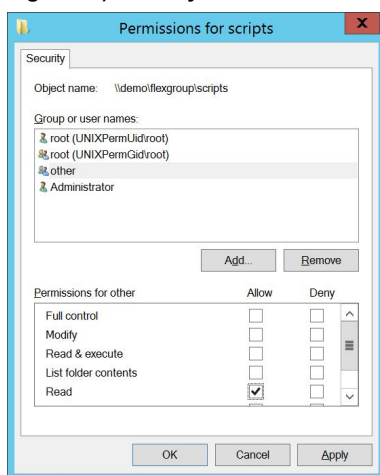 Permissions for scripts
x
Security
Object name: \\demo\flexgroup\scripts
Group or user names:
root (UNIXPermUid\root)
root (UNIXPermGid\root)
other
Administrator
Add... Remove
Permissions for other Allow Deny
Full control
Modify
Read & execute
List folder contents
Read
OK Cancel Apply